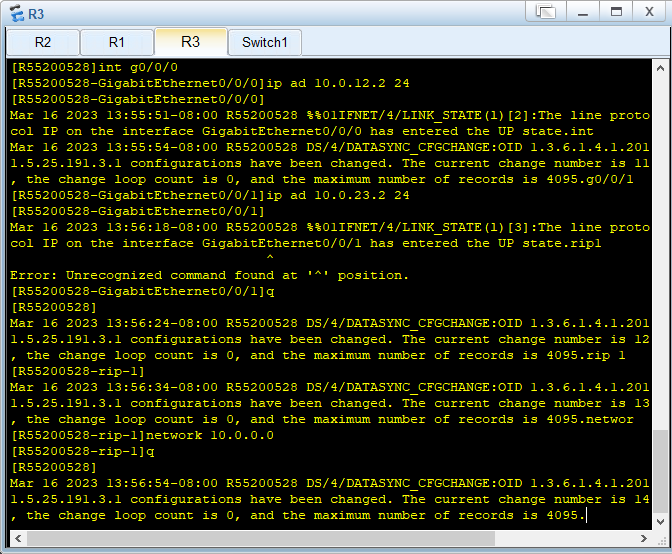 R3
R2
R1
R3
Switch1
[R55200528]int g0/0/0
[R55200528-GigabitEthernet0/0/0]ip ad 10.0.12.2 24
[R55200528-GigabitEthernet0/0/0]
Mar 16 2023 13:55:51-08:00 R55200528 %%01IFNET/4/LINK_STATE(l)[2]:The line proto
col IP on the interface GigabitEthernet0/0/0 has entered the UP state.int
Mar 16 2023 13:55:54-08:00 R55200528 DS/4/DATASYNC_CFGCHANGE:OID 1.3.6.1.4.1.201
1.5.25.191.3.1 configurations have been changed. The current change number is 11
, the change loop count is 0, and the maximum number of records is 4095.g0/0/1
[R55200528-GigabitEthernet0/0/1]ip ad 10.0.23.2 24
[R55200528-GigabitEthernet0/0/1]
Mar 16 2023 13:56:18-08:00 R55200528 %%01IFNET/4/LINK_STATE(l)[3]:The line proto
col IP on the interface GigabitEthernet0/0/1 has entered the UP state.rip1
^
Error: Unrecognized command found at '^' position.
[R55200528-GigabitEthernet0/0/1]q
[R55200528]
Mar 16 2023 13:56:24-08:00 R55200528 DS/4/DATASYNC_CFGCHANGE:OID 1.3.6.1.4.1.201
1.5.25.191.3.1 configurations have been changed. The current change number is 12
, the change loop count is 0, and the maximum number of records is 4095.rip 1
[R55200528-rip-1]
Mar 16 2023 13:56:34-08:00 R55200528 DS/4/DATASYNC_CFGCHANGE:OID 1.3.6.1.4.1.201
1.5.25.191.3.1 configurations have been changed. The current change number is 13
, the change loop count is 0, and the maximum number of records is 4095.networ
[R55200528-rip-1]network 10.0.0.0
[R55200528-rip-1]q
[R55200528]
Mar 16 2023 13:56:54-08:00 R55200528 DS/4/DATASYNC_CFGCHANGE:OID 1.3.6.1.4.1.201
1.5.25.191.3.1 configurations have been changed. The current change number is 14
, the change loop count is 0, and the maximum number of records is 4095.